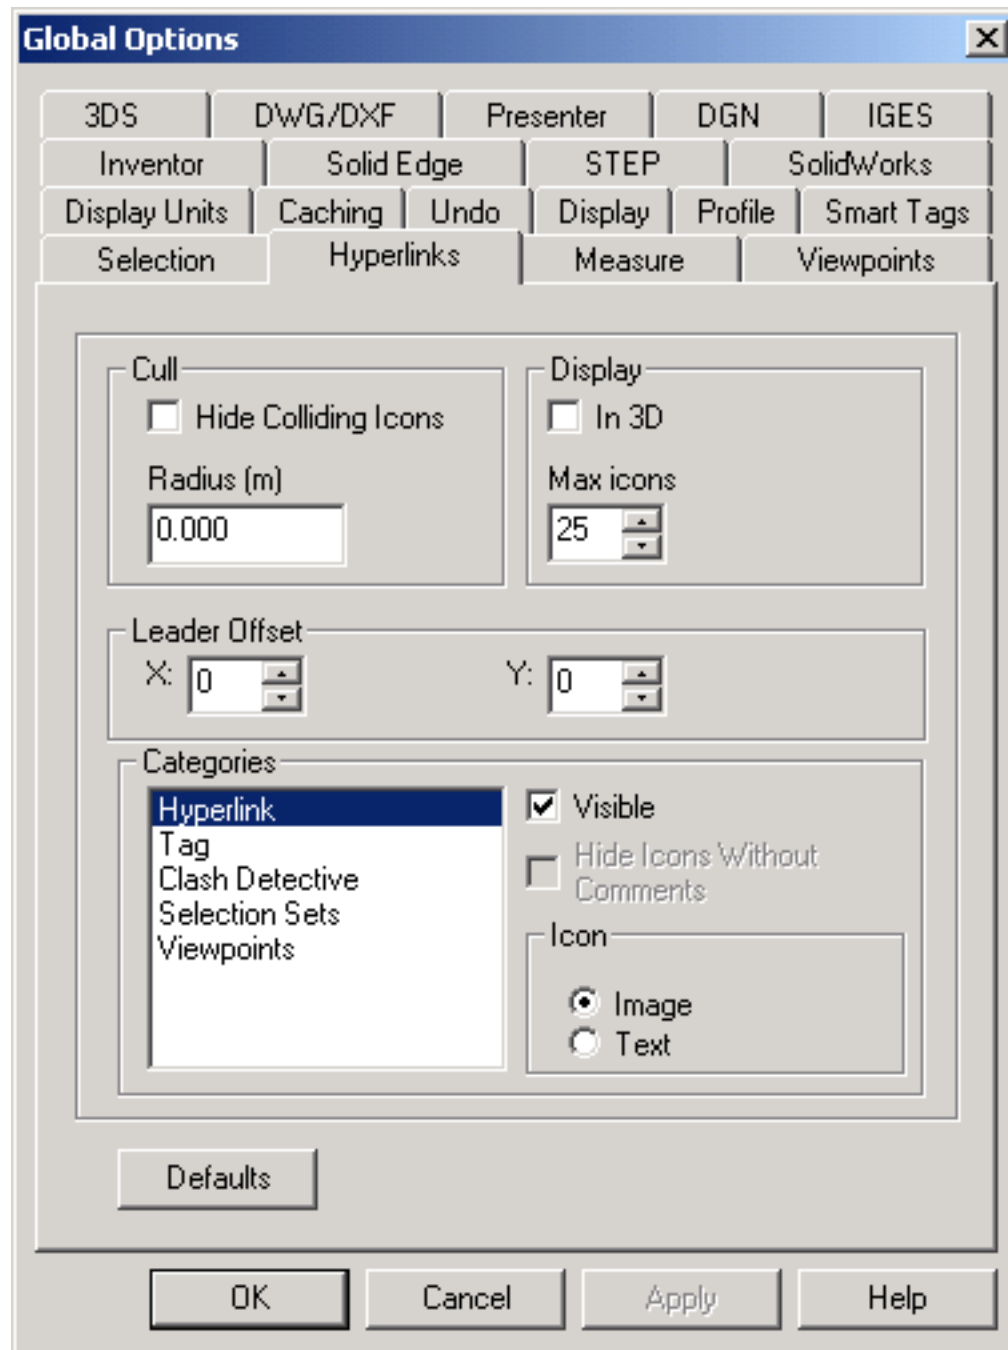 Global Options
3DS DWG/DXF Presenter DGN IGES
Inventor Solid Edge STEP SolidWorks
Display Units Caching Undo Display Profile Smart Tags
Selection Hyperlinks Measure Viewpoints
Cull
Hide Colliding Icons
Radius (m)
0.000
Display
In 3D
Max icons
25
Leader Offset
X: 0 Y: 0
Categories
Hyperlink
Tag
Clash Detective
Selection Sets
Viewpoints
Visible
Hide Icons Without
Comments
Icon
Image
Text
Defaults
OK Cancel Apply Help